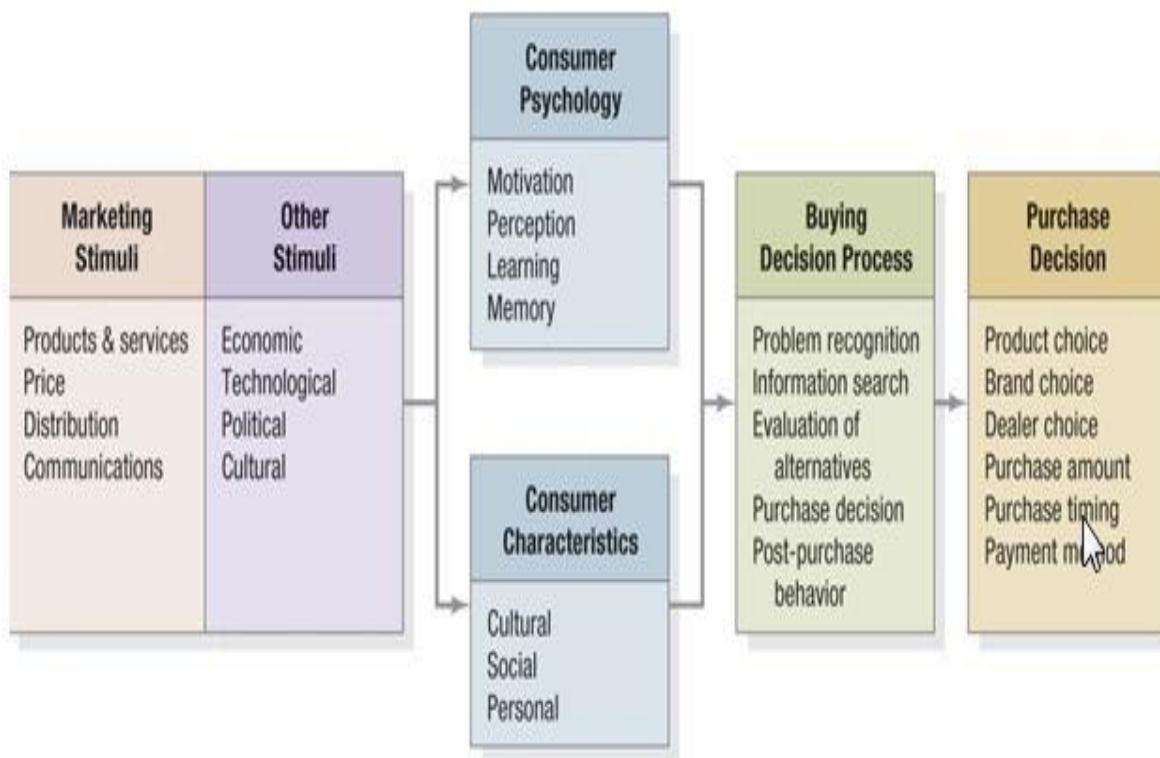 Marketing
Stimuli
Products & services
Price
Distribution
Communications
Other
Stimuli
Economic
Technological
Political
Cultural
Consumer
Psychology
Motivation
Perception
Learning
Memory
Consumer
Characteristics
Cultural
Social
Personal
Buying
Decision Process
Problem recognition
Information search
Evaluation of
alternatives
Purchase decision
Post-purchase
behavior
Purchase
Decision
Product choice
Brand choice
Dealer choice
Purchase amount
Purchase timing
Payment method